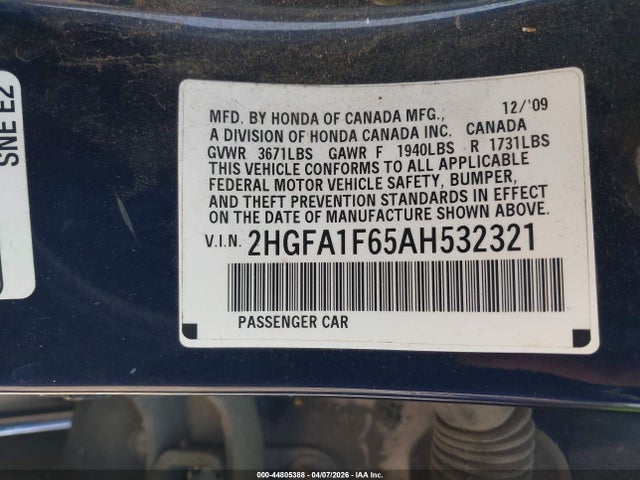 SNE E2
MFD. BY HONDA OF CANADA MFG., 12/'09
A DIVISION OF HONDA CANADA INC. CANADA
GVWR 3671LBS GAWR F 1940LBS R 1731LBS
THIS VEHICLE CONFORMS TO ALL APPLICABLE
FEDERAL MOTOR VEHICLE SAFETY, BUMPER,
AND THEFT PREVENTION STANDARDS IN EFFECT
ON THE DATE OF MANUFACTURE SHOWN ABOVE.
V.I.N. 2HGFA1F65AH532321
PASSENGER CAR
000-44805388 - 04/07/2026 - IAA Inc.